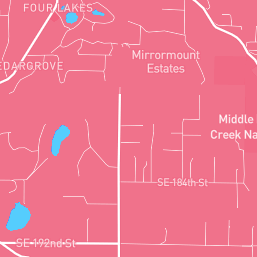 FOUR LAKES
Mirrormount
Estates
EDARGROVE
Middle
Creek Na
SE 184th St
SE 192nd St